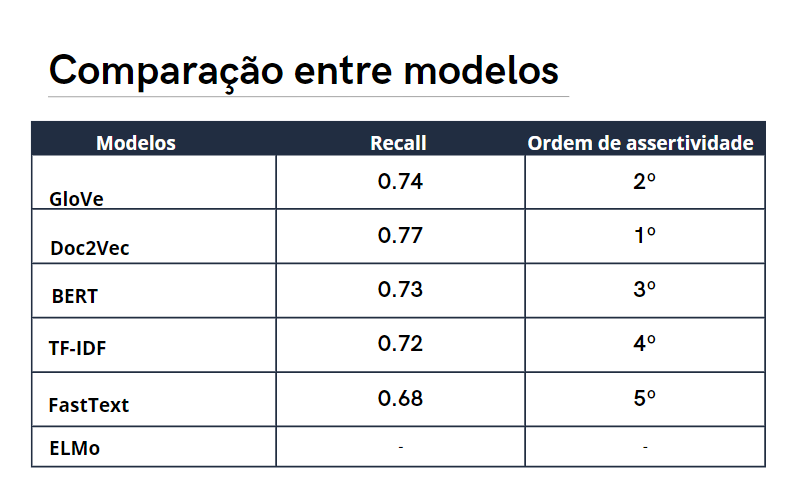 Comparação entre modelos
Modelos Recall Ordem de assertividade
GloVe 0.74 2º
Doc2Vec 0.77 1º
BERT 0.73 3º
TF-IDF 0.72 4º
FastText 0.68 5º
ELMo - -